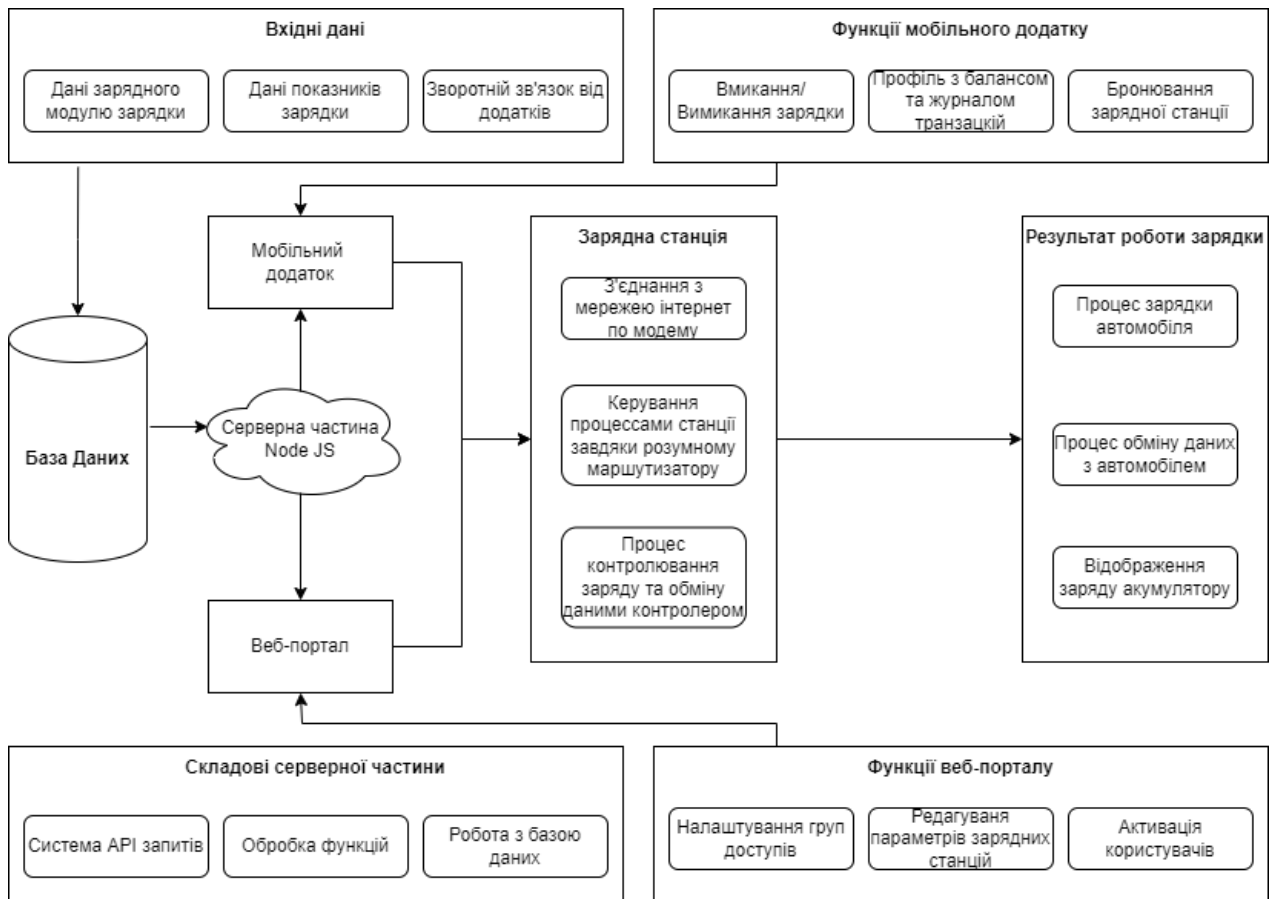 Вхідні дані
Дані зарядного
модулю зарядки
Дані показників
зарядки
Зворотній зв'язок від
додатків
Функції мобільного додатку
Вмикання/
Вимикання зарядки
Профіль з балансом
та журналом
транзацкій
Бронювання
зарядної станції
Мобільний
додаток
Зарядна станція
З'єднання з
мережею інтернет
по модему
Керування
процессами станції
завдяки розумному
маршутизатору
Процес
контролювання
заряду та обміну
даними контролером
Результат роботи зарядки
Процес зарядки
автомобіля
Процес обміну даних
з автомобілем
Відображення
заряду акумулятору
База Даних
Серверна частина
Node JS
Веб-портал
Складові серверної частини
Система API запитів
Обробка функцій
Робота з базою
даних
Функції веб-порталу
Налаштування груп
доступів
Редагуваня
параметрів зарядних
станцій
Активація
користувачів